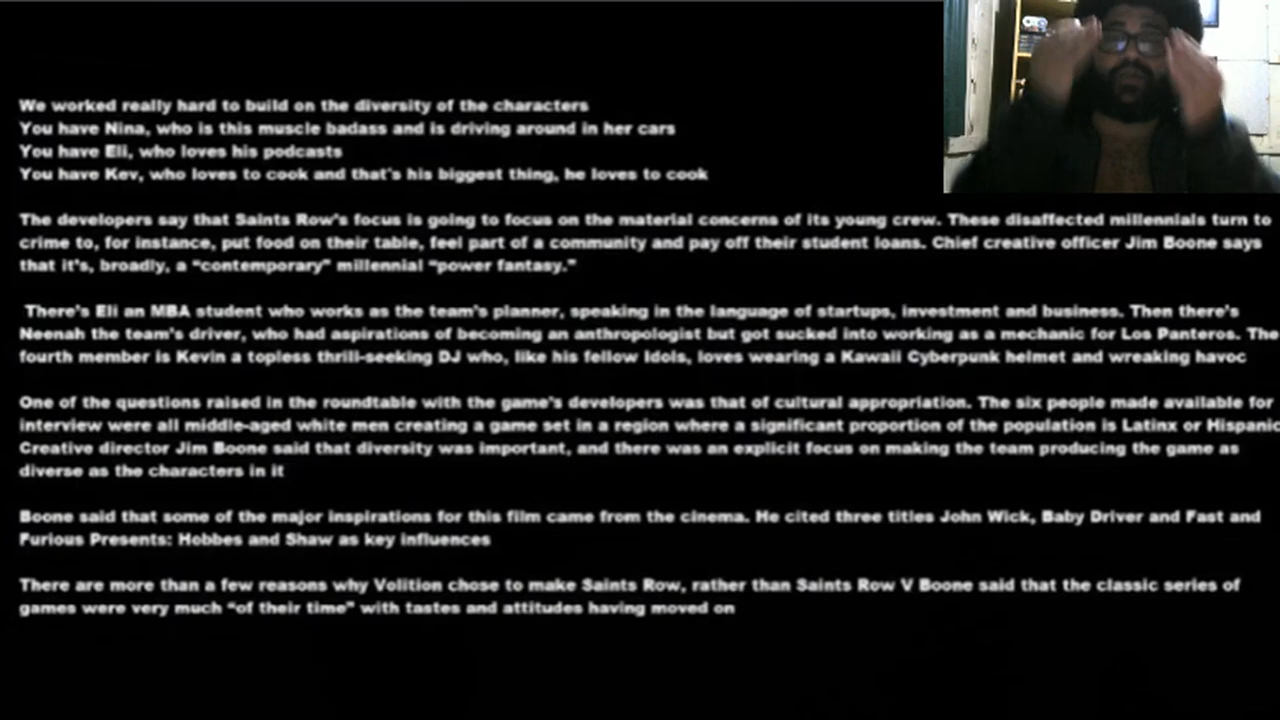 We worked really hard to build on the diversity of the characters
You have Nina, who is this muscle badass and is driving around in her cars
You have Eli, who loves his podcasts
You have Kev, who loves to cook and that's his biggest thing, he loves to cook
The developers say that Saints Row's focus is going to focus on the material concerns of its young crew. These disaffected millennials turn to
crime to, for instance, put food on their table, feel part of a community and pay off their student loans. Chief creative officer Jim Boone says
that it's, broadly, a “contemporary” millennial “power fantasy.”
There's Eli an MBA student who works as the team's planner, speaking in the language of startups, investment and business. Then there's
Neenah the team's driver, who had aspirations of becoming an anthropologist but got sucked into working as a mechanic for Los Panteros. The
fourth member is Kevin a topless thrill-seeking DJ who, like his fellow Idols, loves wearing a Kawaii Cyberpunk helmet and wreaking havoc
One of the questions raised in the roundtable with the game's developers was that of cultural appropriation. The six people made available for
interview were all middle-aged white men creating a game set in a region where a significant proportion of the population is Latinx or Hispanic
Creative director Jim Boone said that diversity was important, and there was an explicit focus on making the team producing the game as
diverse as the characters in it
Boone said that some of the major inspirations for this film came from the cinema. He cited three titles John Wick, Baby Driver and Fast and
Furious Presents: Hobbes and Shaw as key influences
There are more than a few reasons why Volition chose to make Saints Row, rather than Saints Row V Boone said that the classic series of
games were very much “of their time” with tastes and attitudes having moved on